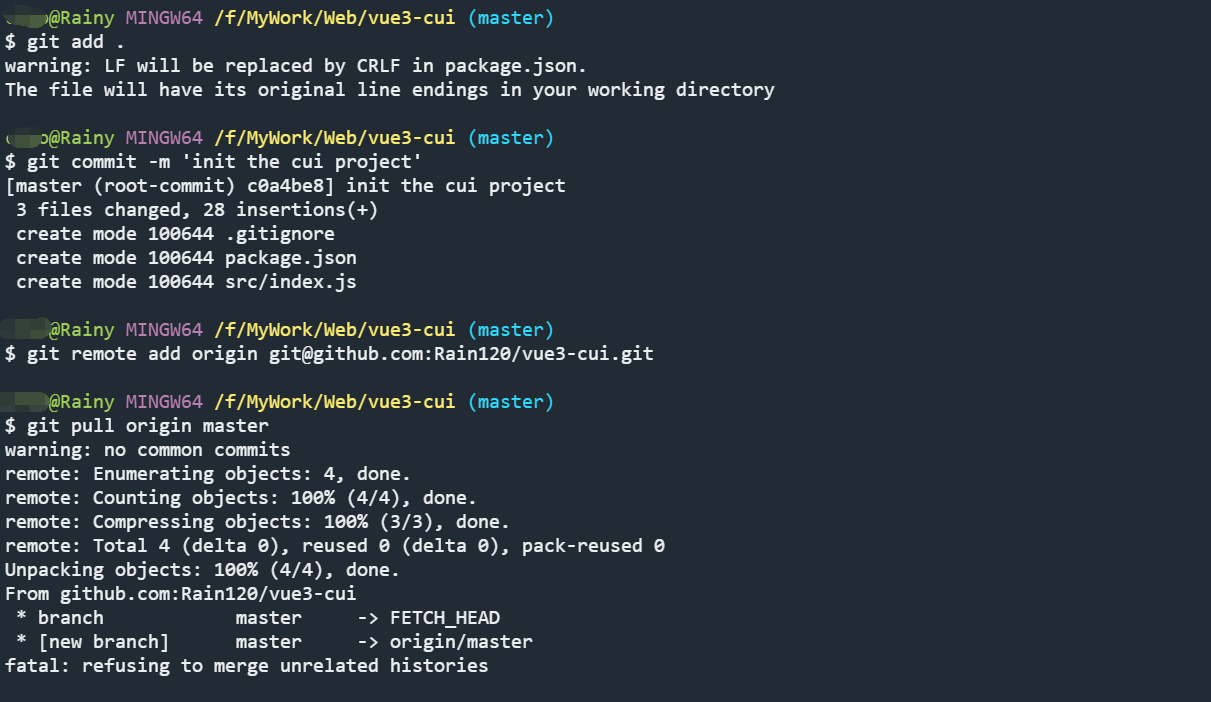 @Rainy MINGW64 /f/MyWork/Web/vue3-cui (master)
$ git add .
warning: LF will be replaced by CRLF in package.json.
The file will have its original line endings in your working directory
@Rainy MINGW64 /f/MyWork/Web/vue3-cui (master)
$ git commit -m 'init the cui project'
[master (root-commit) c0a4be8] init the cui project
 3 files changed, 28 insertions(+)
 create mode 100644 .gitignore
 create mode 100644 package.json
 create mode 100644 src/index.js
@Rainy MINGW64 /f/MyWork/Web/vue3-cui (master)
$ git remote add origin git@github.com:Rain120/vue3-cui.git
@Rainy MINGW64 /f/MyWork/Web/vue3-cui (master)
$ git pull origin master
warning: no common commits
remote: Enumerating objects: 4, done.
remote: Counting objects: 100% (4/4), done.
remote: Compressing objects: 100% (3/3), done.
remote: Total 4 (delta 0), reused 0 (delta 0), pack-reused 0
Unpacking objects: 100% (4/4), done.
From github.com:Rain120/vue3-cui
 * branch            master     -> FETCH_HEAD
 * [new branch]      master     -> origin/master
fatal: refusing to merge unrelated histories